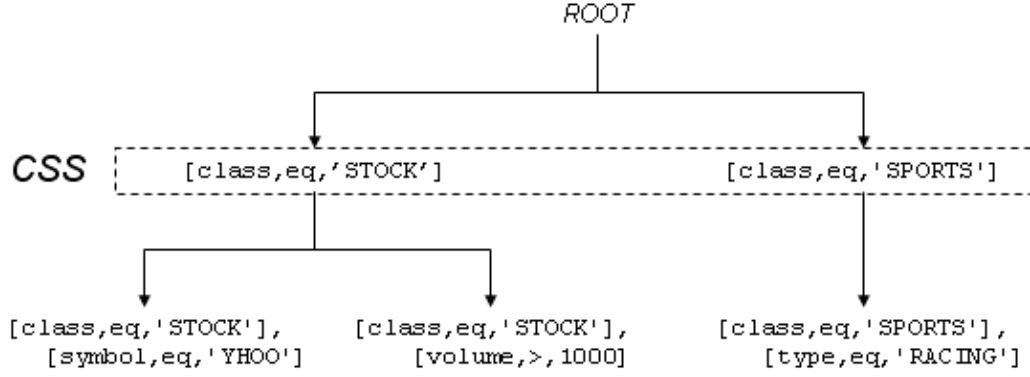 ROOT
CSS
[class,eq,’STOCK’]
[class,eq,'SPORTS']
[class,eq,'STOCK'],
[symbol,eq,'YHOO']
[class,eq,'STOCK'],
[volume,>,1000]
[class,eq,'SPORTS'],
[type,eq,'RACING']